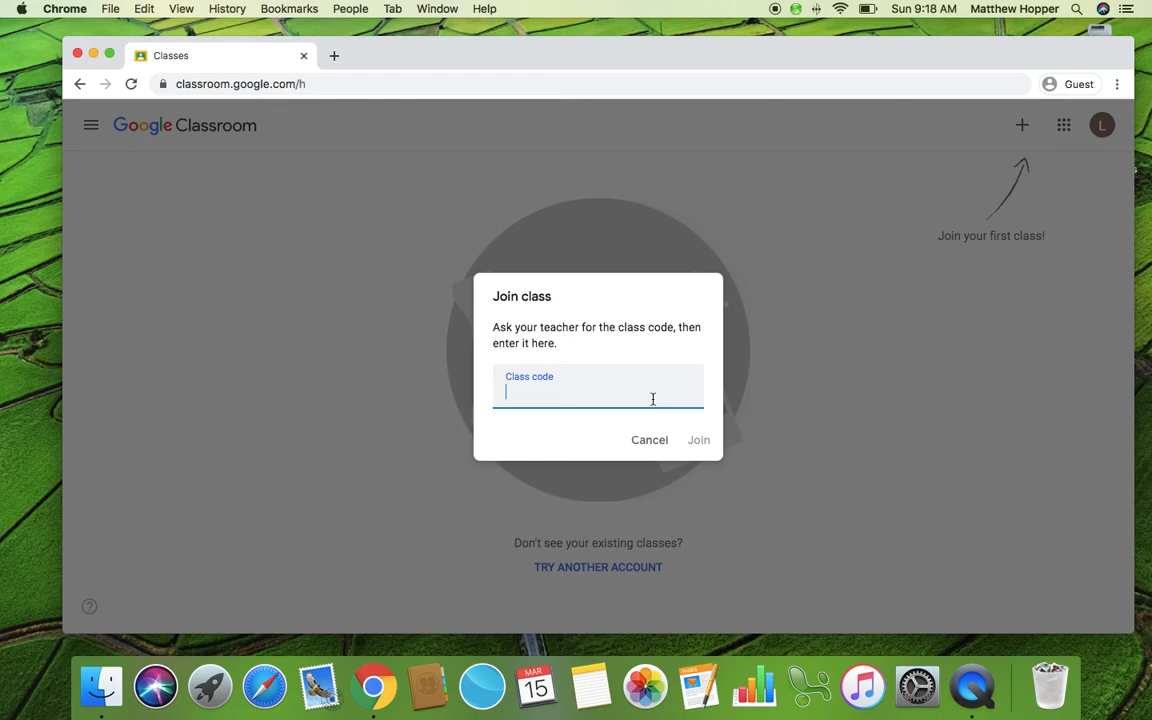 Chrome File Edit View History Bookmarks People Tab Window Help Sun 9:18 AM Matthew Hopper
Classes
classroom.google.com/h Guest
Google Classroom L
Join your first class!
Join class
Ask your teacher for the class code, then
enter it here.
Class code
Cancel Join
Don't see your existing classes?
TRY ANOTHER ACCOUNT
MAR
15
PAGES